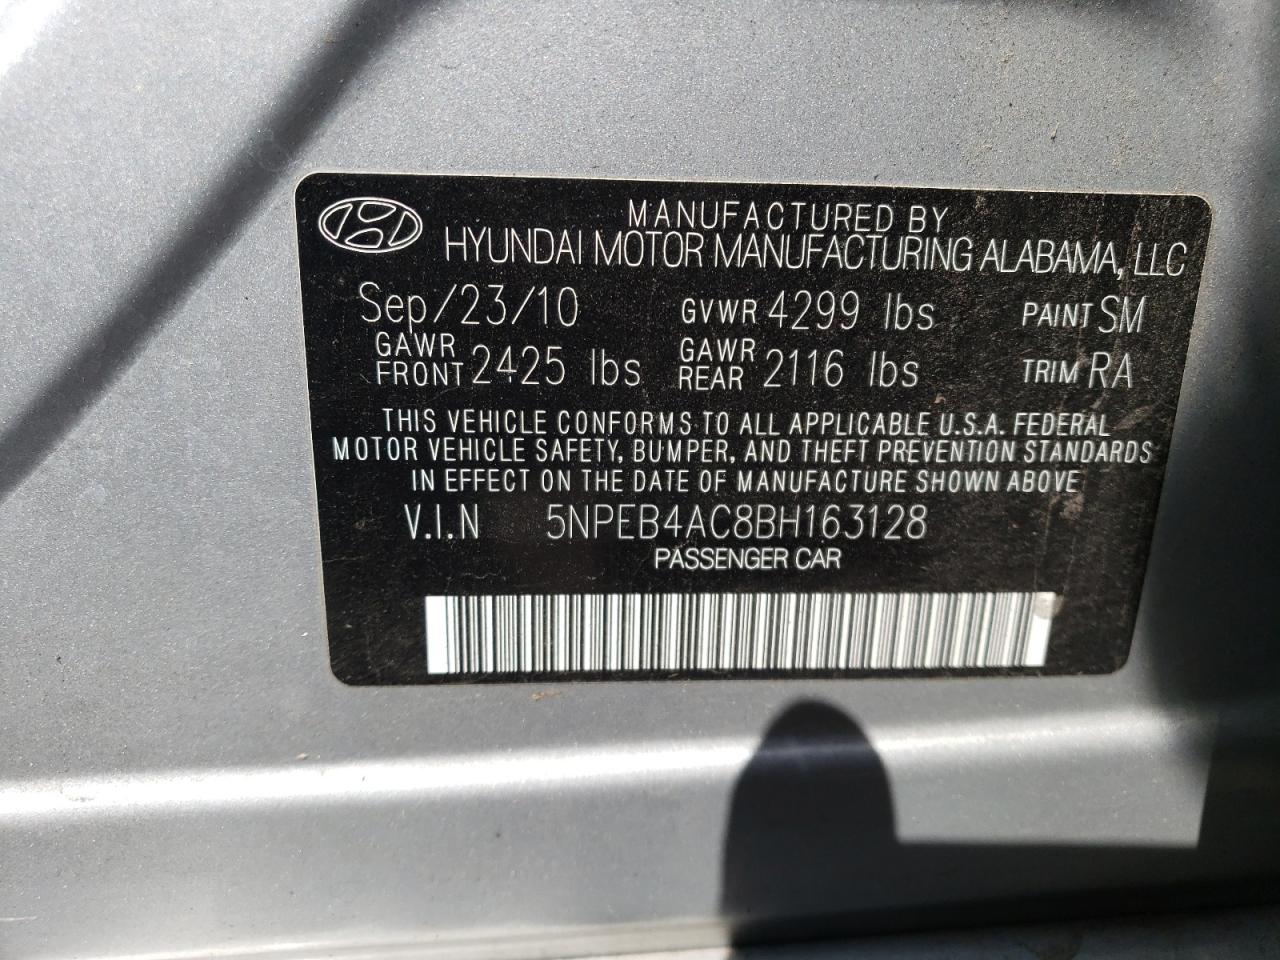 MANUFACTURED BY
HYUNDAI MOTOR MANUFACTURING ALABAMA, LLC
Sep/23/10 GVWR 4299 lbs PAINT SM
GAWR FRONT 2425 lbs GAWR REAR 2116 lbs TRIM RA
THIS VEHICLE CONFORMS TO ALL APPLICABLE U.S.A. FEDERAL
MOTOR VEHICLE SAFETY, BUMPER, AND THEFT PREVENTION STANDARDS
IN EFFECT ON THE DATE OF MANUFACTURE SHOWN ABOVE
V.I.N 5NPEB4AC8BH163128
PASSENGER CAR